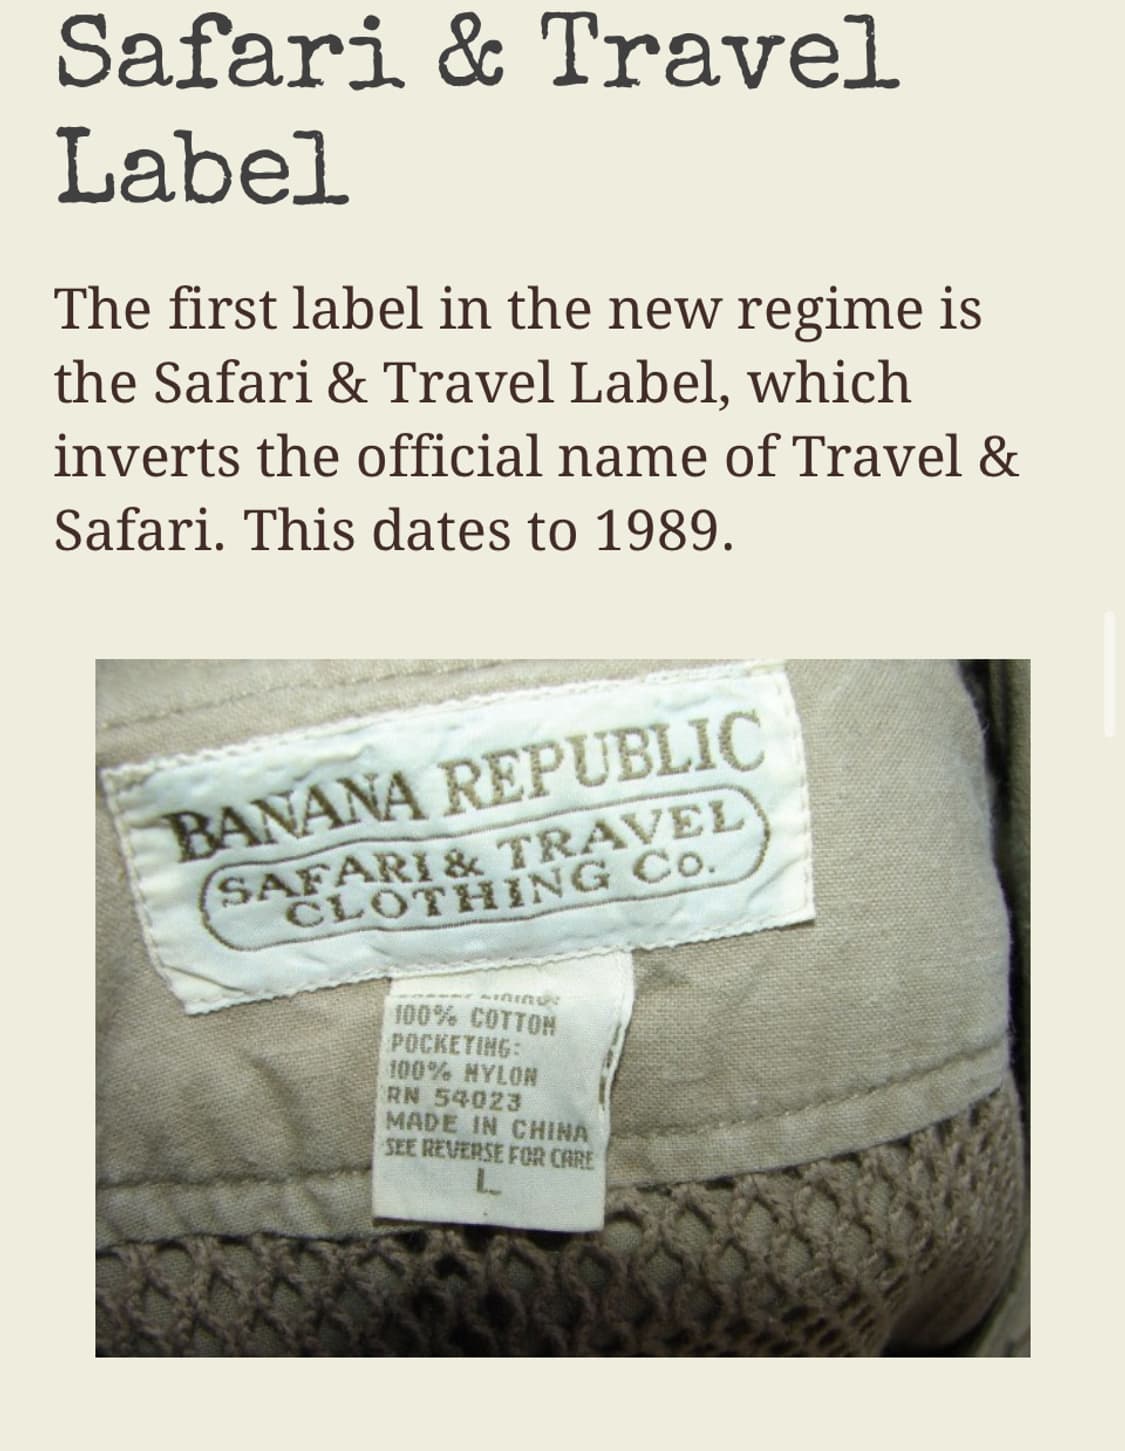 Safari & Travel
Label
The first label in the new regime is
the Safari & Travel Label, which
inverts the official name of Travel &
Safari. This dates to 1989.
BANANA REPUBLIC
SAFARI & TRAVEL
CLOTHING Co.
100% COTTON
POCKETING:
100% NYLON
RN 54023
MADE IN CHINA
SEE REVERSE FOR CARE
L